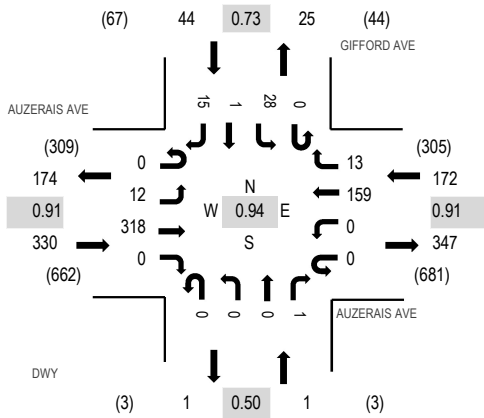 (67) 44 0.73 25 (44)
GIFFORD AVE
15 1 28 0
AUZERAIS AVE
(309) 0 13 (305)
174 12 159 172
0.91 318 0 0.91
330 0 0 347
(662) (681)
N
W 0.94 E
S
0 0 0 1
AUZERAIS AVE
DWY
(3) 1 0.50 1 (3)